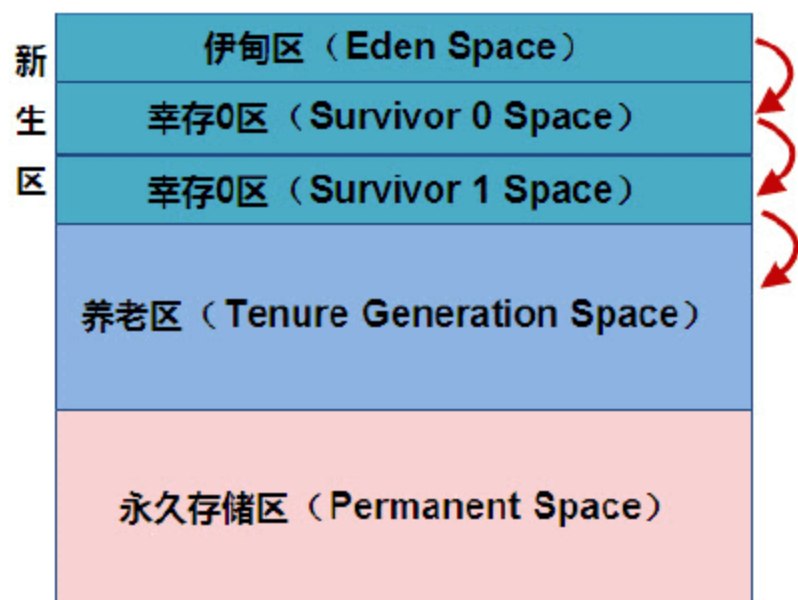 新生区
伊甸区（Eden Space）
幸存0区（Survivor 0 Space）
幸存0区（Survivor 1 Space）
养老区（Tenure Generation Space）
永久存储区（Permanent Space）